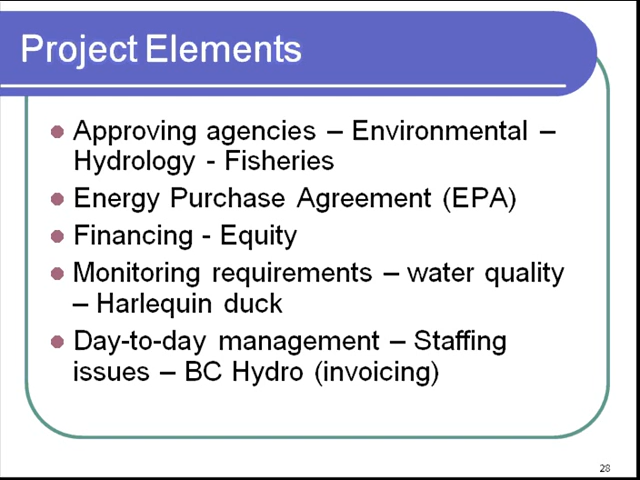 Project Elements
Approving agencies – Environmental –
Hydrology - Fisheries
Energy Purchase Agreement (EPA)
Financing - Equity
Monitoring requirements – water quality
– Harlequin duck
Day-to-day management – Staffing
issues – BC Hydro (invoicing)
28